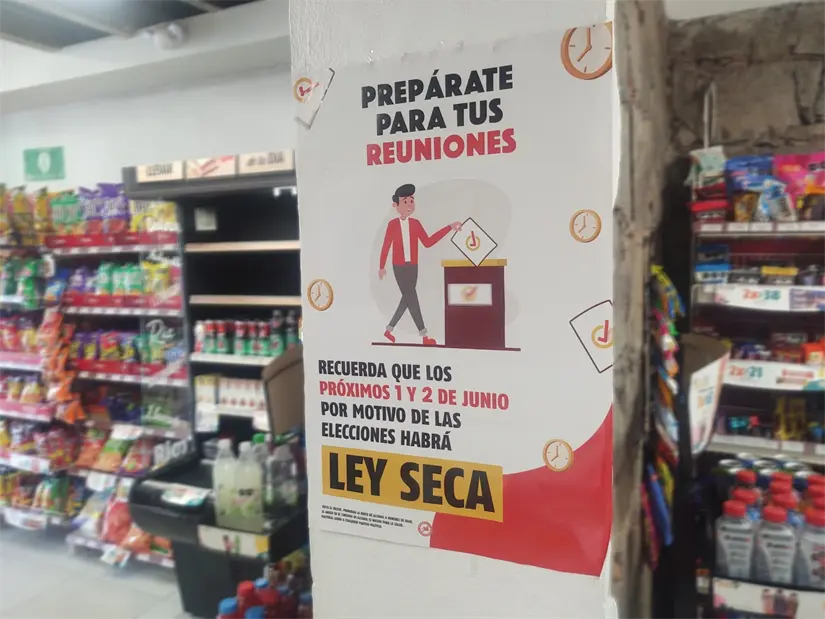 PREPÁRATE
PARA TUS
REUNIONES
RECUERDA QUE LOS
PRÓXIMOS 1 Y 2 DE JUNIO
POR MOTIVO DE LAS
ELECCIONES HABRÁ
LEY SECA